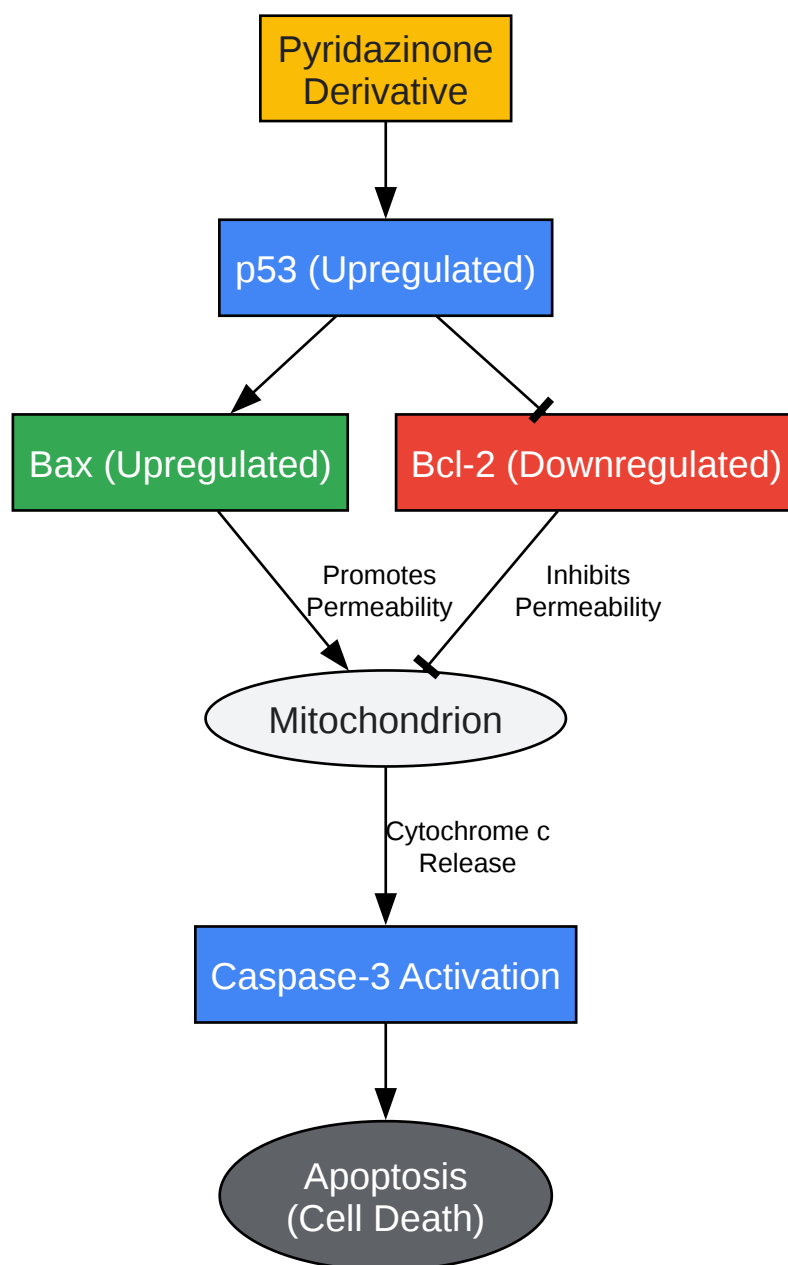 Pyridazinone
Derivative
p53 (Upregulated)
Bax (Upregulated)
Bcl-2 (Downregulated)
Promotes
Permeability
Inhibits
Permeability
Mitochondrion
Cytochrome c
Release
Caspase-3 Activation
Apoptosis
(Cell Death)